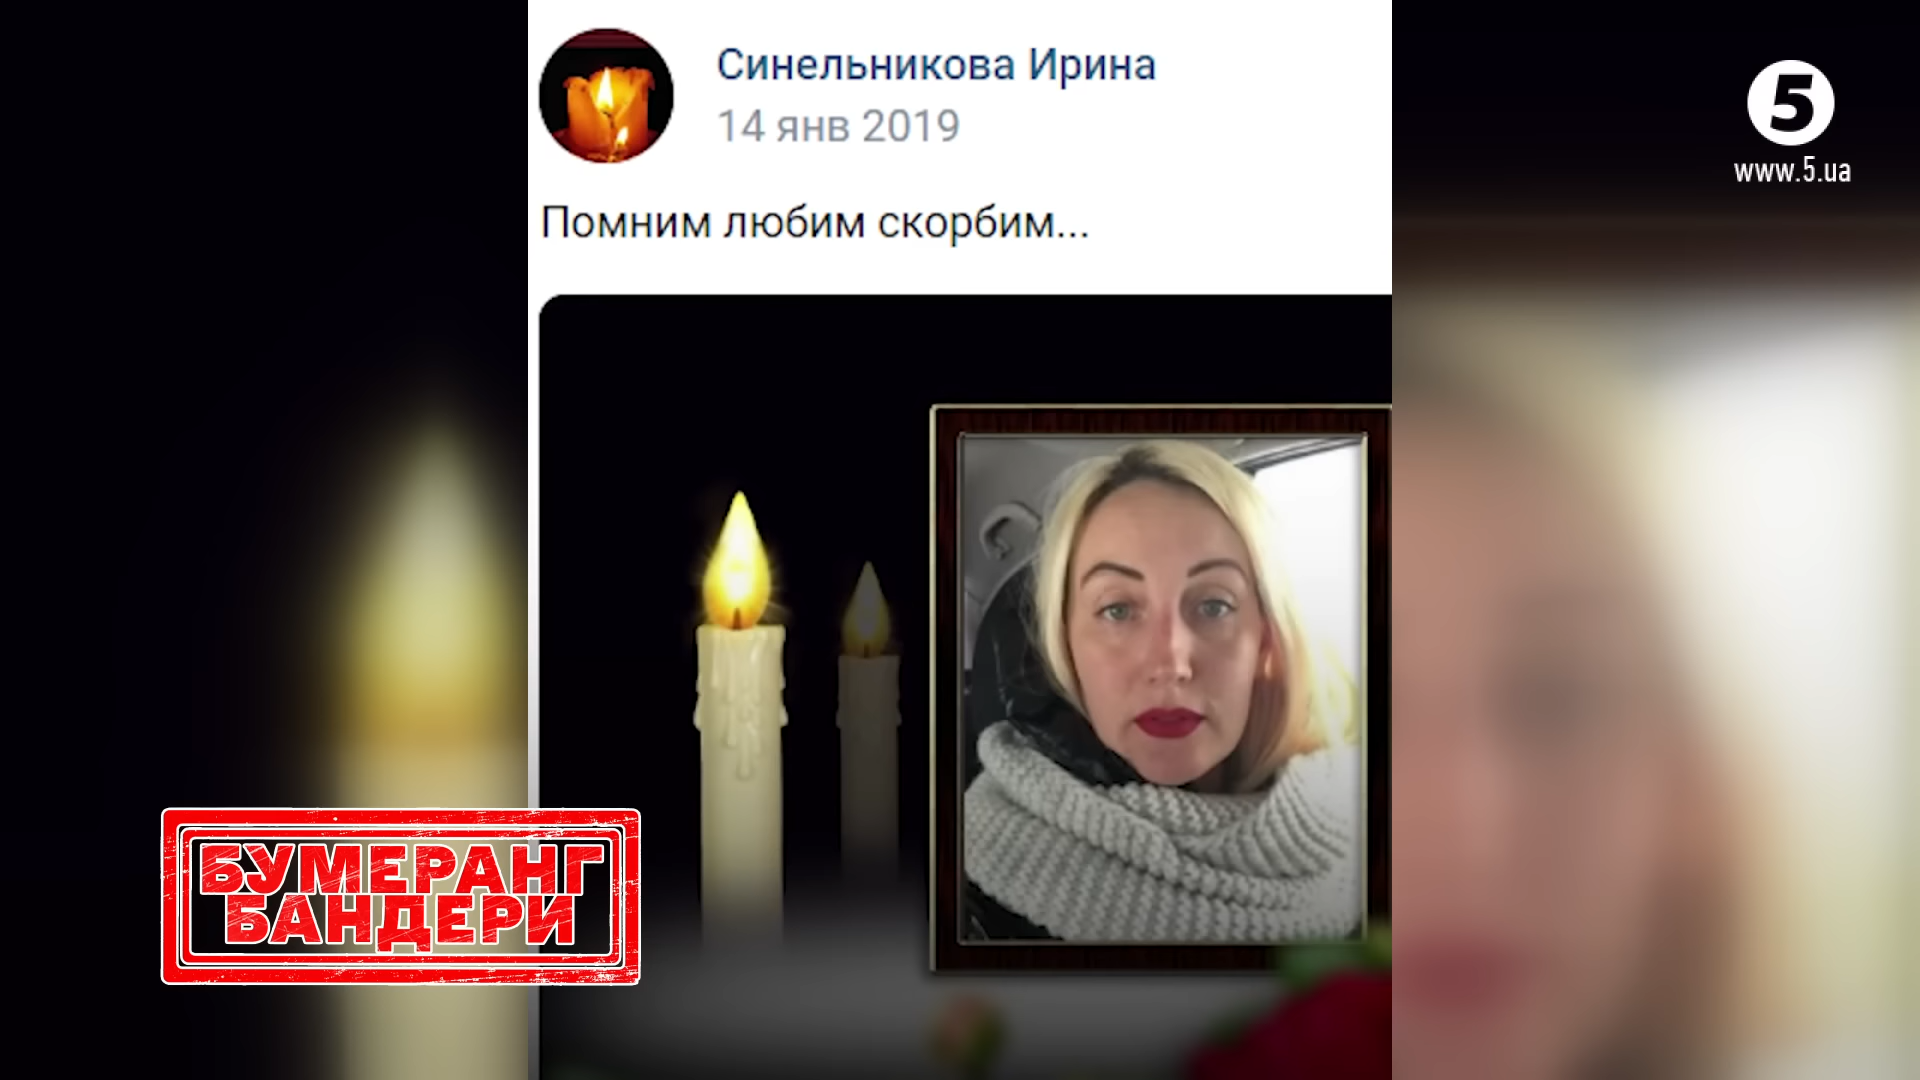 Синельникова Ирина
14 янв 2019
Помним любим скорбим...
5
www.5.ua
БУМЕРАНГ
БАНДЕРИ